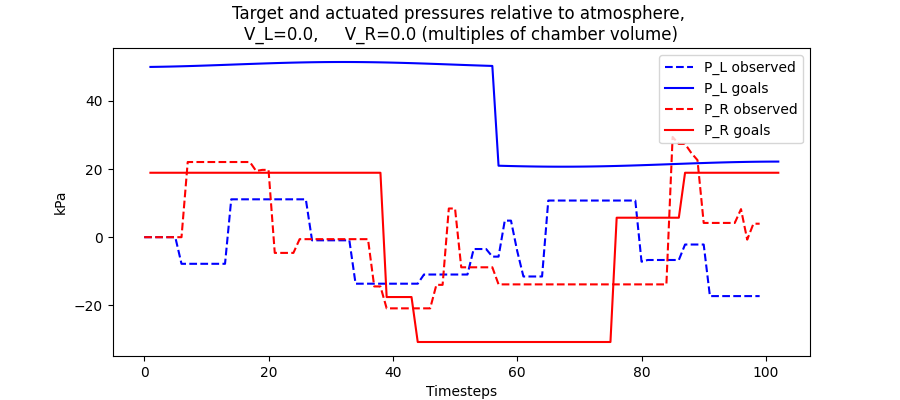 Target and actuated pressures relative to atmosphere,
V_L=0.0,     V_R=0.0 (multiples of chamber volume)
P_L observed
P_L goals
P_R observed
P_R goals
40
20
0
−20
kPa
0 20 40 60 80 100
Timesteps